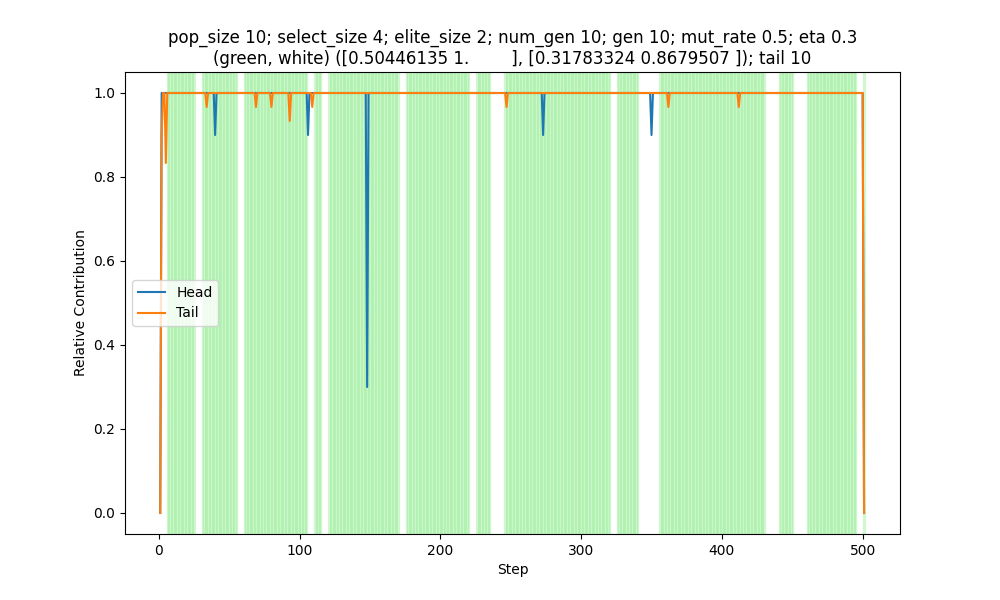 pop_size 10; select_size 4; elite_size 2; num_gen 10; gen 10; mut_rate 0.5; eta 0.3
(green, white) ([0.50446135 1.         ], [0.31783324 0.8679507 ]); tail 10
1.0
0.8
0.6
0.4
0.2
0.0
Relative Contribution
Head
Tail
0
100
200
300
400
500
Step